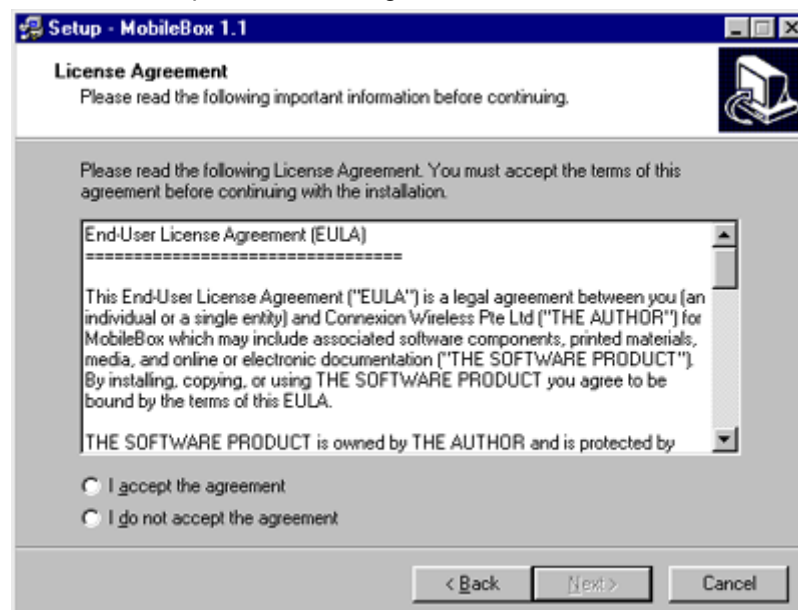 Setup - MobileBox 1.1
License Agreement
Please read the following important information before continuing.
Please read the following License Agreement. You must accept the terms of this
agreement before continuing with the installation.
End-User License Agreement (EULA)
=================================
This End-User License Agreement ("EULA") is a legal agreement between you (an
individual or a single entity) and Connexion Wireless Pte Ltd ("THE AUTHOR") for
MobileBox which may include associated software components, printed materials,
media, and online or electronic documentation ("THE SOFTWARE PRODUCT").
By installing, copying, or using THE SOFTWARE PRODUCT you agree to be
bound by the terms of this EULA.
THE SOFTWARE PRODUCT is owned by THE AUTHOR and is protected by
I accept the agreement
I do not accept the agreement
< Back
Next >
Cancel